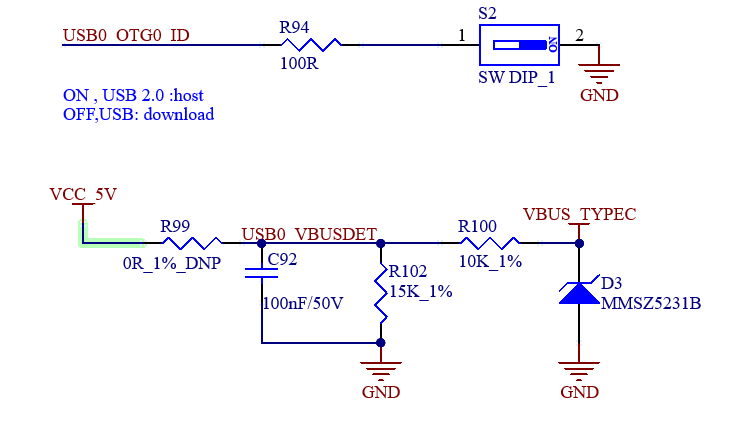 S2
R94
USB0_OTG0_ID
1
2
ON
100R
SW DIP_1
GND
ON , USB 2.0 :host
OFF,USB: download
VCC_5V
VBUS_TYPEC
R99
R100
USB0_VBUSDET
0R_1%_DNP
C92
10K_1%
R102
15K_1%
D3
100nF/50V
MMSZ5231B
GND
GND